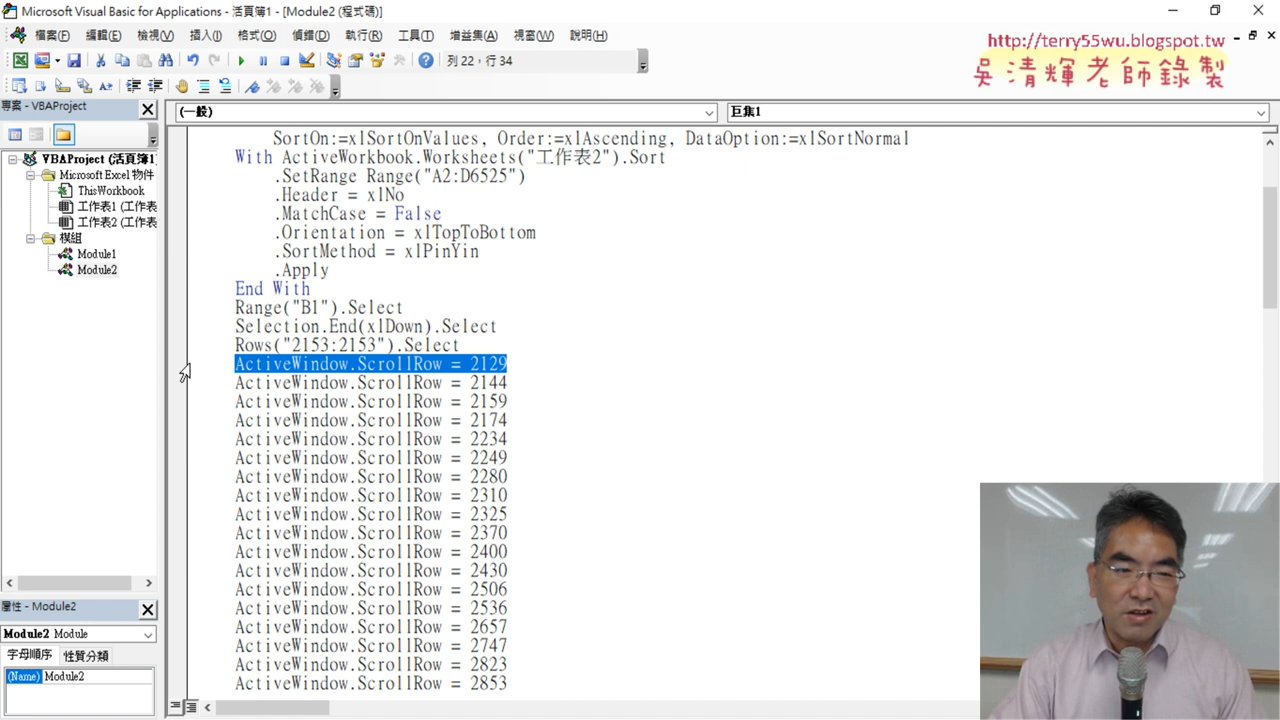 Microsoft Visual Basic for Applications - 活頁簿1 - [Module2 (程式碼)]
檔案(F) 編輯(E) 檢視(V) 插入(I) 格式(O) 偵錯(D) 執行(R) 工具(T) 增益集(A) 視窗(W) 說明(H)
列 22，行 34
http://terry55wu.blogspot.tw
吳清輝老師錄製
專案 - VBAProject
(一般)
巨集1
VBAProject (活頁簿1
Microsoft Excel 物件
ThisWorkbook
工作表1 (工作表
工作表2 (工作表
模組
Module1
Module2
SortOn:=xlSortOnValues, Order:=xlAscending, DataOption:=xlSortNormal
With ActiveWorkbook.Worksheets("工作表2").Sort
.SetRange Range("A2:D6525")
.Header = xlNo
.MatchCase = False
.Orientation = xlTopToBottom
.SortMethod = xlPinYin
.Apply
End With
Range("B1").Select
Selection.End(xlDown).Select
Rows("2153:2153").Select
ActiveWindow.ScrollRow = 2129
ActiveWindow.ScrollRow = 2144
ActiveWindow.ScrollRow = 2159
ActiveWindow.ScrollRow = 2174
ActiveWindow.ScrollRow = 2234
ActiveWindow.ScrollRow = 2249
ActiveWindow.ScrollRow = 2280
ActiveWindow.ScrollRow = 2310
ActiveWindow.ScrollRow = 2325
ActiveWindow.ScrollRow = 2370
ActiveWindow.ScrollRow = 2400
ActiveWindow.ScrollRow = 2430
ActiveWindow.ScrollRow = 2506
ActiveWindow.ScrollRow = 2536
ActiveWindow.ScrollRow = 2657
ActiveWindow.ScrollRow = 2747
ActiveWindow.ScrollRow = 2823
ActiveWindow.ScrollRow = 2853
屬性 - Module2
Module2 Module
字母順序 性質分類
(Name) Module2